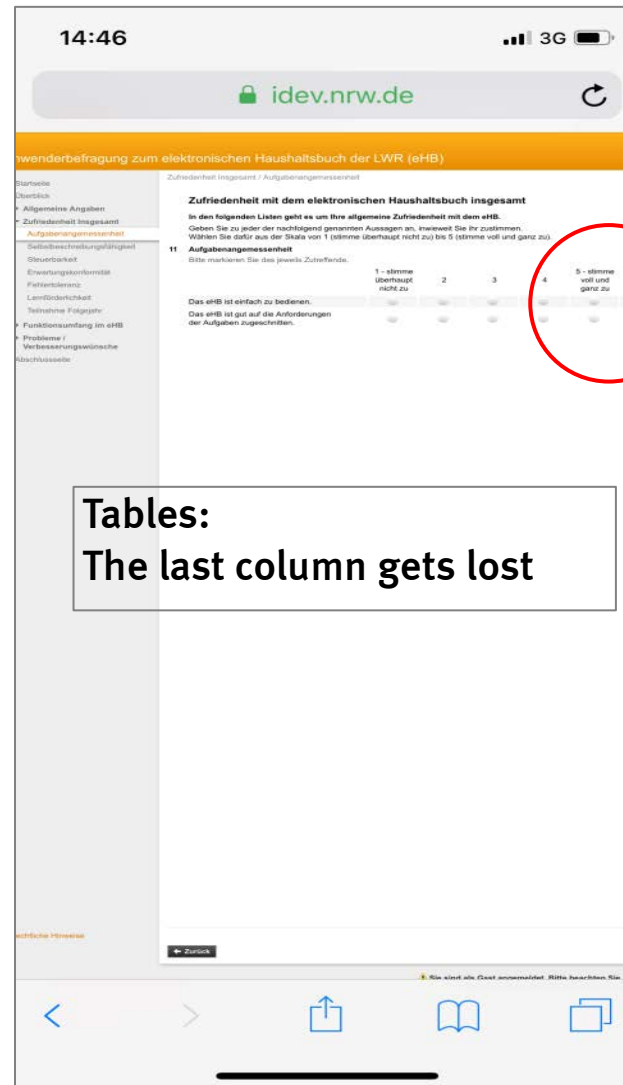 14:46
3G
idev.nrw.de
nwenderbefragung zum elektronischen Haushaltsbuch der LWR (eHB)
Startseite
Überblick
Allgemeine Angaben
Zufriedenheit Insgesamt
Aufgabenangemessenheit
Selbstbeschreibungsfähigkeit
Steuerbarkeit
Erwartungskonformität
Fehlertoleranz
Lernförderlichkeit
Teilnahme Folgejahr
Funktionsumfang im eHB
Probleme /
Verbesserungswünsche
Abschlussseite
Zufriedenheit Insgesamt / Aufgabenangemessenheit
Zufriedenheit mit dem elektronischen Haushaltsbuch insgesamt
In den folgenden Listen geht es um Ihre allgemeine Zufriedenheit mit dem eHB.
Geben Sie zu jeder der nachfolgend genannten Aussagen an, inwieweit Sie ihr zustimmen.
Wählen Sie dafür aus der Skala von 1 (stimme überhaupt nicht zu) bis 5 (stimme voll und ganz zu).
11 Aufgabenangemessenheit
Bitte markieren Sie das jeweils Zutreffende.
1 - stimme überhaupt nicht zu 2 3 4 5 - stimme voll und ganz zu
Das eHB ist einfach zu bedienen.
Das eHB ist gut auf die Anforderungen
der Aufgaben zugeschnitten.
Tables:
The last column gets lost
echtliche Hinweise
Zurück
Sie sind als Gast angemeldet. Bitte beachten Sie